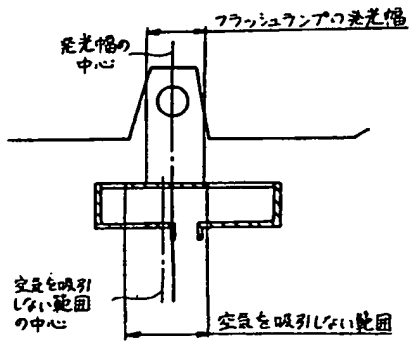 フラッシュランプの発光幅
発光幅の
中心
空気を吸引
しない範囲
の中心
空気を吸引しない範囲